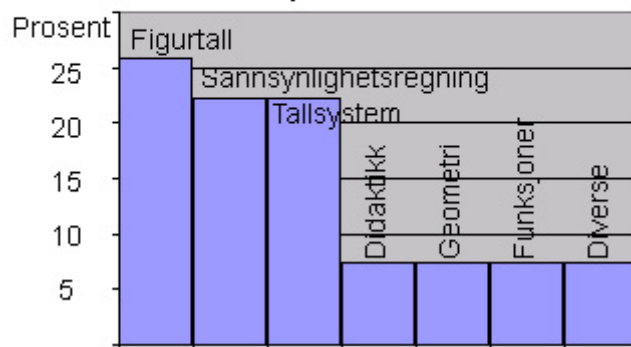 Prosent
Figurtall
25
Sannsynlighetsregning
20
Tallsystem
15
10
5
Didaktikk
Geometri
Funksjoner
Diverse